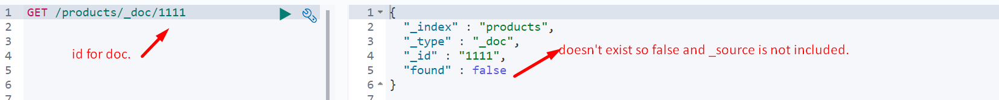 1 GET /products/_doc/1111
2
3
4
5
6
7
id for doc.
1 {
2 "_index" : "products",
3 "_type" : "_doc",
4 "_id" : "1111",
5 "found" : false
6 }
7
doesn't exist so false and _source is not included.